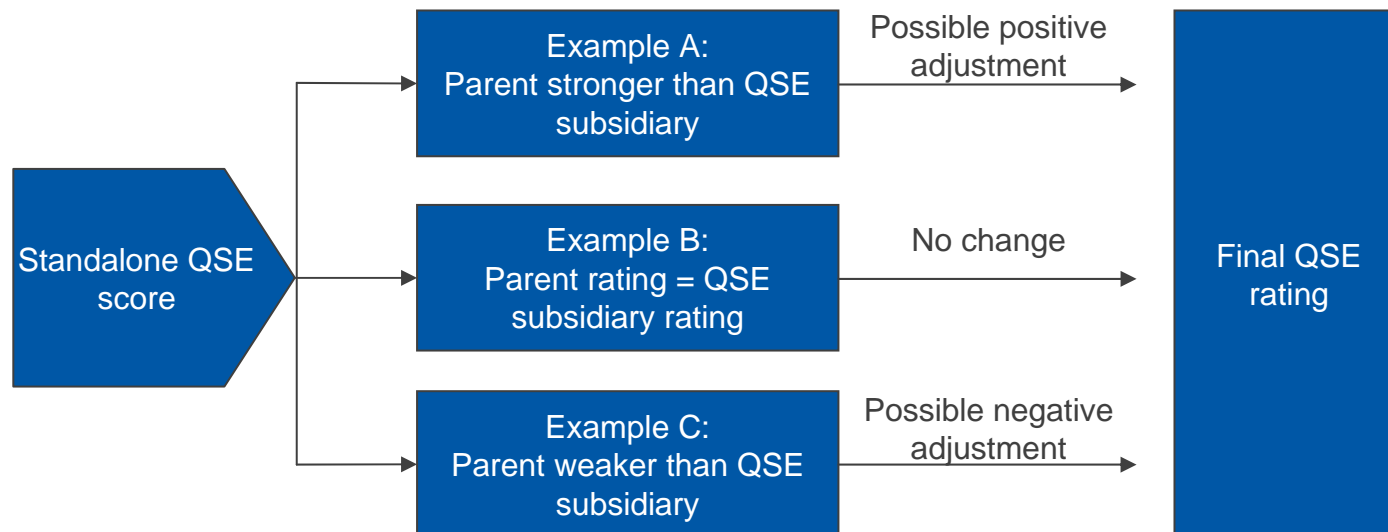 Standalone QSE
score
Example A:
Parent stronger than QSE
subsidiary
Possible positive
adjustment
Example B:
Parent rating = QSE
subsidiary rating
No change
Example C:
Parent weaker than QSE
subsidiary
Possible negative
adjustment
Final QSE
rating